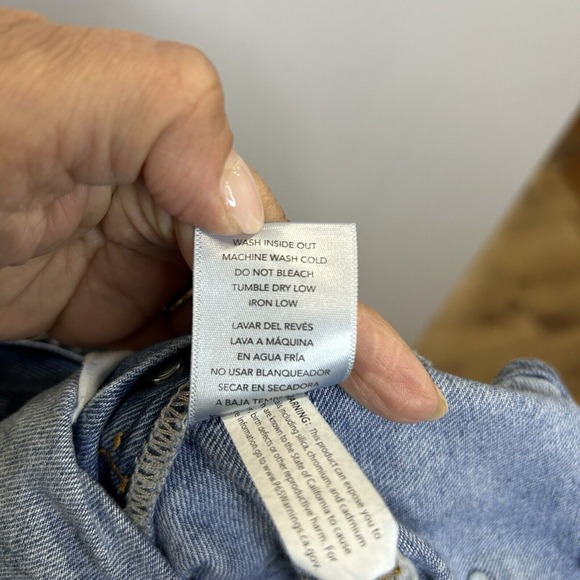 WASH INSIDE OUT
MACHINE WASH COLD
DO NOT BLEACH
TUMBLE DRY LOW
IRON LOW
LAVAR DEL REVÉS
LAVA A MÁQUINA
EN AGUA FRÍA
NO USAR BLANQUEADOR
SECAR EN SECADORA
A BAJA
WARNING: This product can expose you to
including silica, chromium, and cadmium
are known to the State of California to cause
birth defects or other reproductive harm. For
information, go to www.P65Warnings.ca.gov.